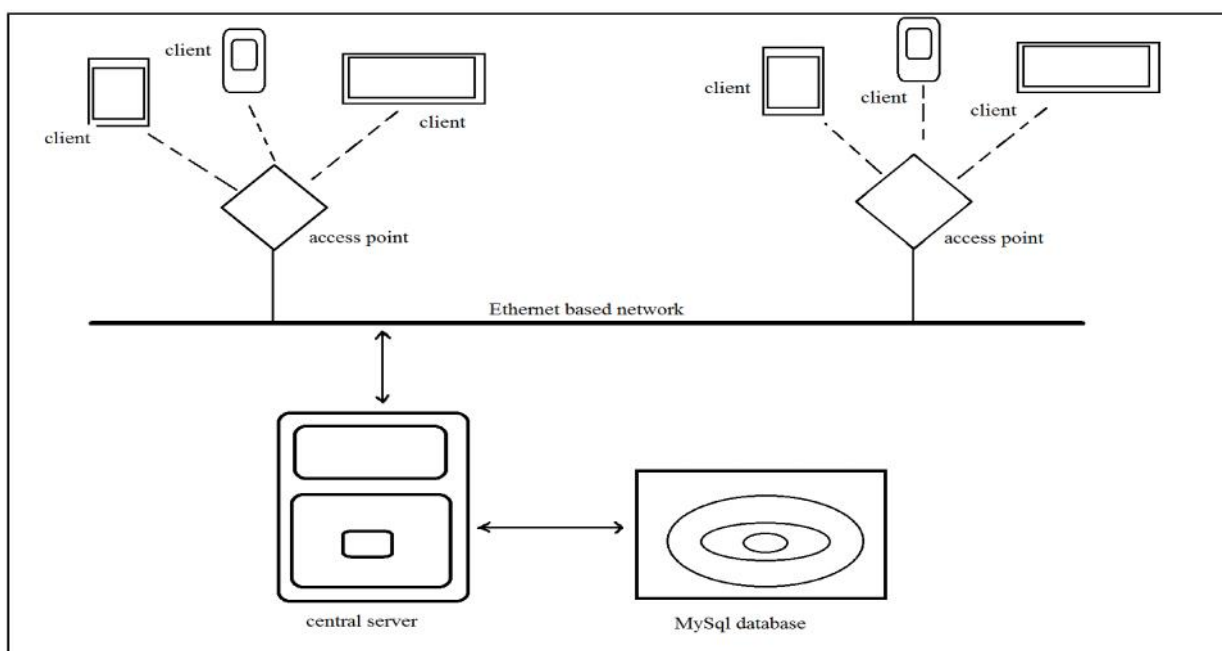 client
client
client
client
client
client
access point
access point
Ethernet based network
central server
MySql database